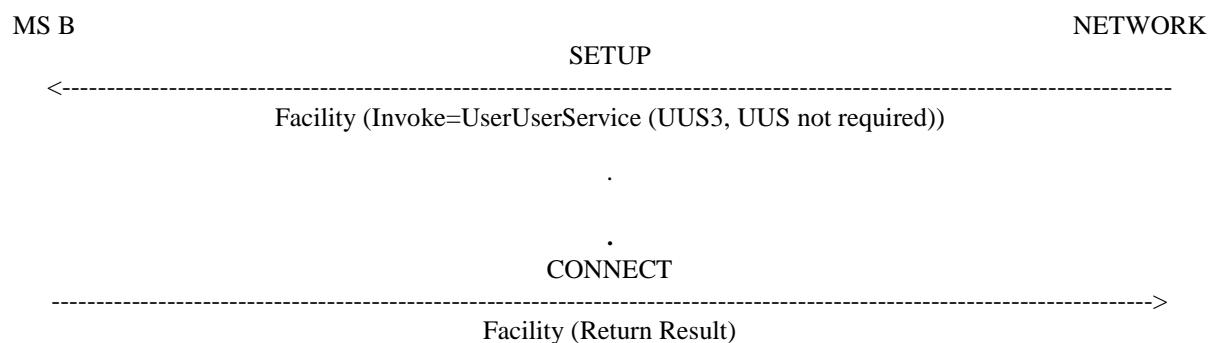 MS B NETWORK
SETUP
<--------------------------------------------------------------------------------------------------------------------------------
Facility (Invoke=UserUserService (UUS3, UUS not required))
.
.
CONNECT
-------------------------------------------------------------------------------------------------------------------------------->
Facility (Return Result)